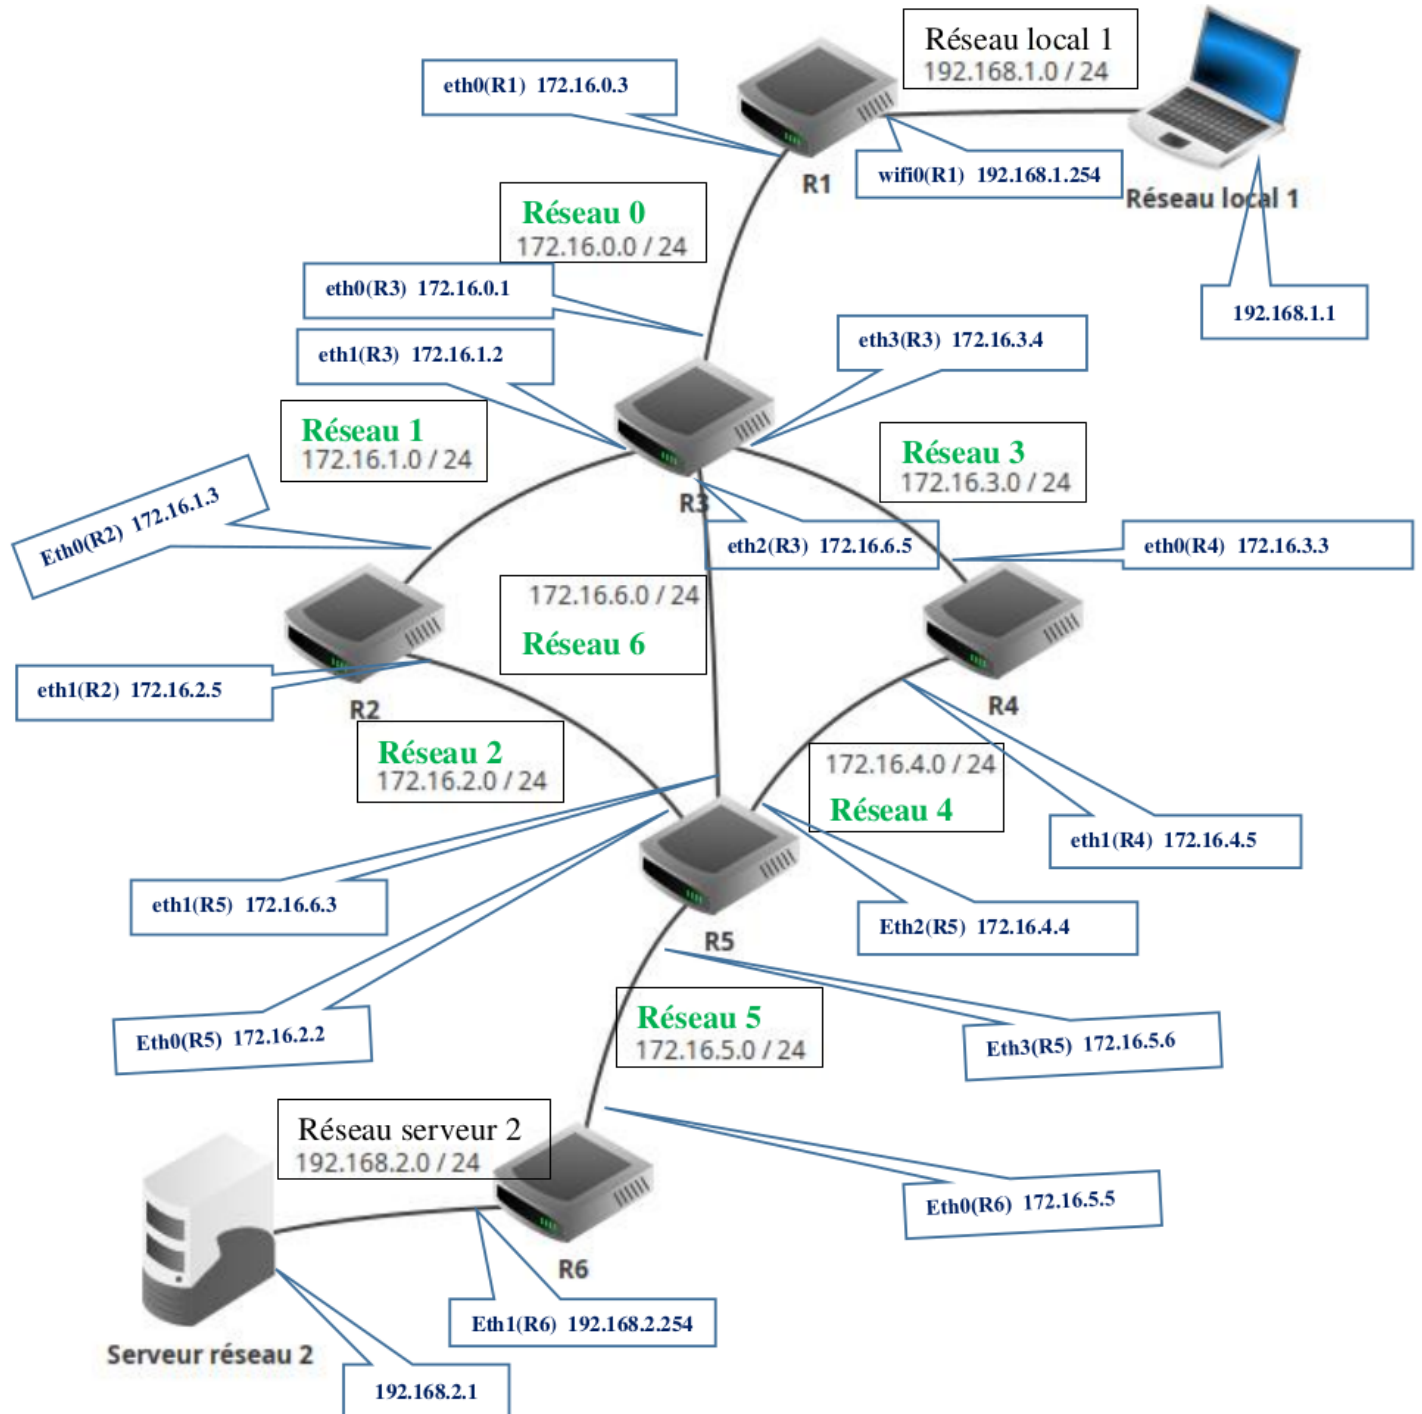 Réseau local 1
192.168.1.0 / 24
eth0(R1) 172.16.0.3
wifi0(R1) 192.168.1.254
R1
Réseau local 1
Réseau 0
172.16.0.0 / 24
eth0(R3) 172.16.0.1
192.168.1.1
eth1(R3) 172.16.1.2
eth3(R3) 172.16.3.4
Réseau 1
172.16.1.0 / 24
Réseau 3
172.16.3.0 / 24
R3
Eth0(R2) 172.16.1.3
eth2(R3) 172.16.6.5
eth0(R4) 172.16.3.3
172.16.6.0 / 24
Réseau 6
eth1(R2) 172.16.2.5
R2
R4
Réseau 2
172.16.2.0 / 24
172.16.4.0 / 24
Réseau 4
eth1(R4) 172.16.4.5
eth1(R5) 172.16.6.3
Eth2(R5) 172.16.4.4
R5
Réseau 5
172.16.5.0 / 24
Eth0(R5) 172.16.2.2
Eth3(R5) 172.16.5.6
Réseau serveur 2
192.168.2.0 / 24
Eth0(R6) 172.16.5.5
R6
Eth1(R6) 192.168.2.254
Serveur réseau 2
192.168.2.1